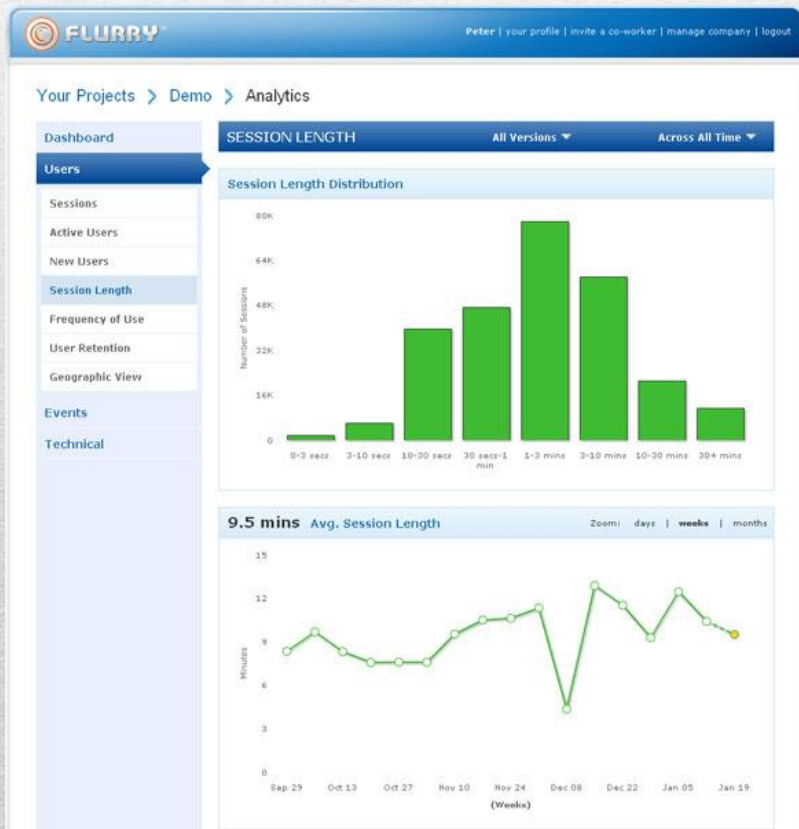 FLURRY
Peter | your profile | invite a co-worker | manage company | logout
Your Projects > Demo > Analytics
Dashboard
Users
Sessions
Active Users
New Users
Session Length
Frequency of Use
User Retention
Geographic View
Events
Technical
SESSION LENGTH All Versions Across All Time
Session Length Distribution
80K
64K
48K
32K
16K
0
Number of Sessions
0-3 secs 3-10 secs 10-30 secs 30 secs-1 min 1-3 mins 3-10 mins 10-30 mins 30+ mins
9.5 mins Avg. Session Length Zoom: days | weeks | months
15
12
9
6
3
0
Minutes
Sep 29 Oct 13 Oct 27 Nov 10 Nov 24 Dec 08 Dec 22 Jan 05 Jan 19
(Weeks)